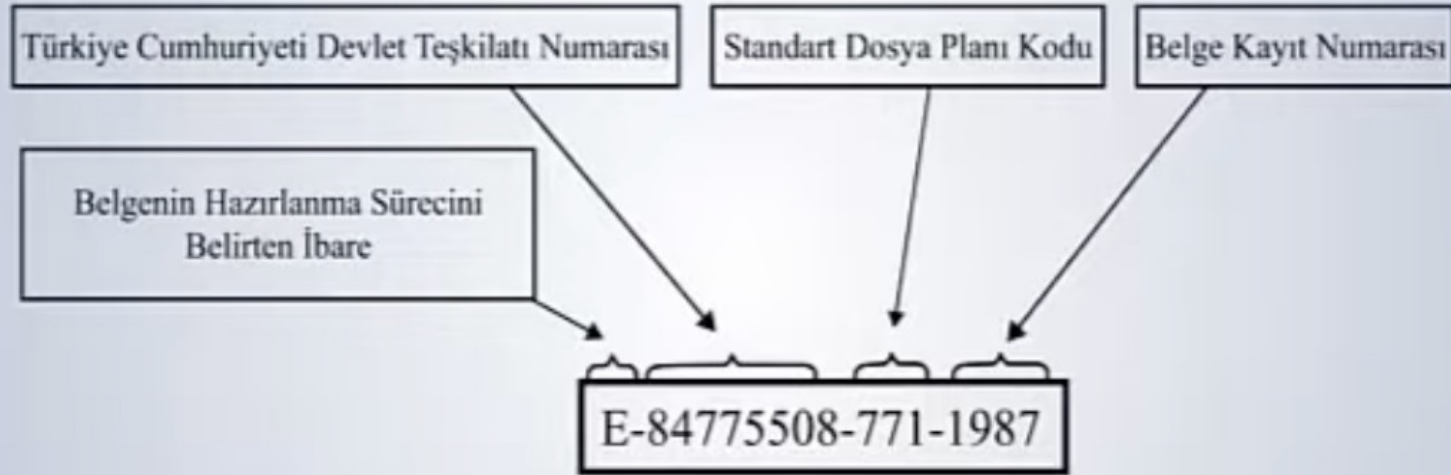 Türkiye Cumhuriyeti Devlet Teşkilatı Numarası
Standart Dosya Planı Kodu
Belge Kayıt Numarası
Belgenin Hazırlanma Sürecini
Belirten İbare
E-84775508-771-1987